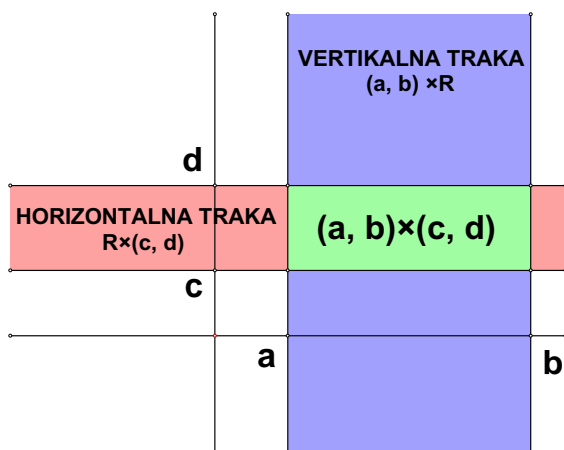 VERTIKALNA TRAKA
(a, b) ×R
d
HORIZONTALNA TRAKA
R×(c, d)
(a, b)×(c, d)
c
a
b